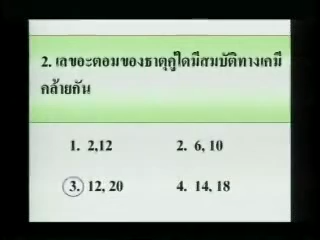 2. เลขอะตอมของธาตุคู่ใดมีสมบัติทางเคมี
คล้ายกัน
1. 2,12 2. 6, 10
3. 12, 20 4. 14, 18